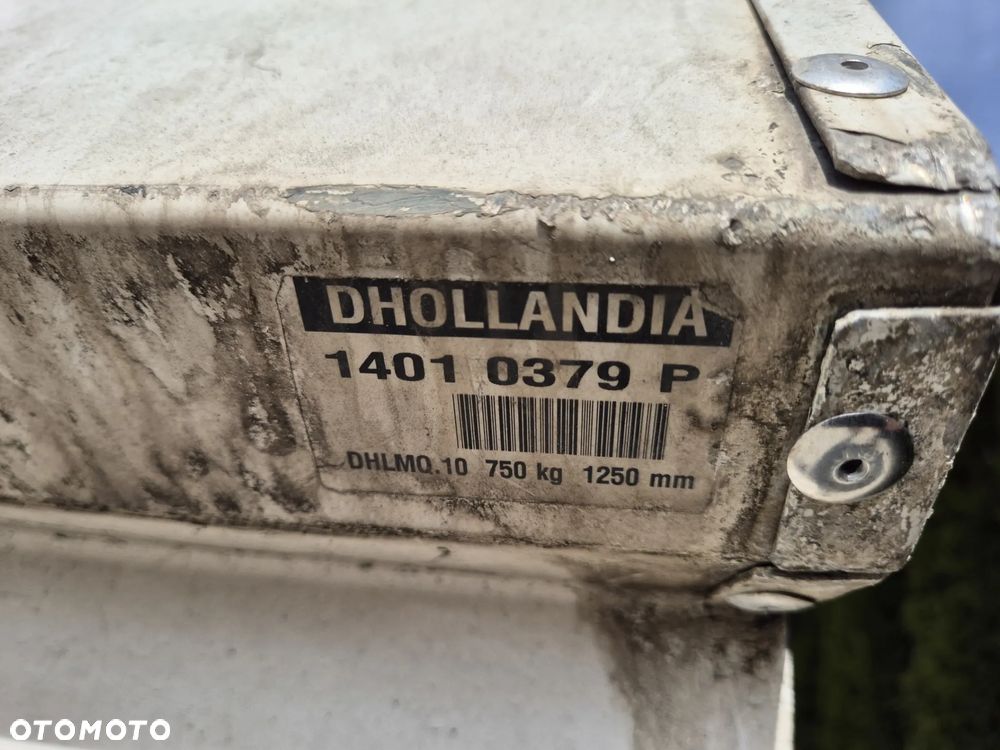 DHOLLANDIA
1401 0379 P
DHLMQ.10 750 kg 1250 mm
OTOMOTO